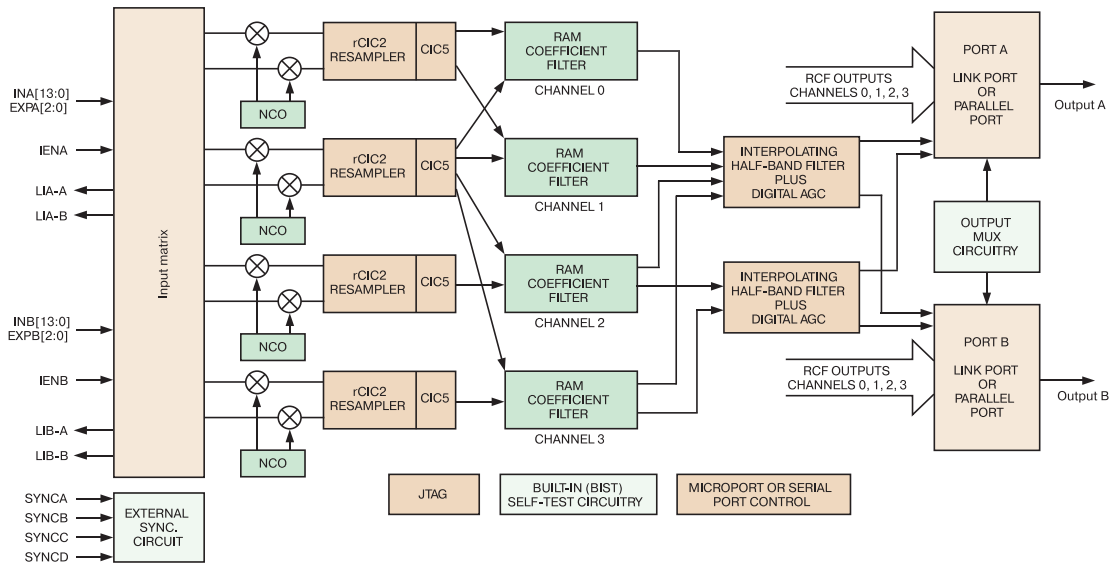 INA[13:0]
EXPA[2:0]
IENA
LIA-A
LIA-B
INB[13:0]
EXPB[2:0]
IENB
LIB-A
LIB-B
SYNCA
SYNCB
SYNCC
SYNCD
Input matrix
EXTERNAL
SYNC.
CIRCUIT
NCO
NCO
NCO
NCO
rCIC2
RESAMPLER
CIC5
rCIC2
RESAMPLER
CIC5
rCIC2
RESAMPLER
CIC5
rCIC2
RESAMPLER
CIC5
RAM
COEFFICIENT
FILTER
CHANNEL 0
RAM
COEFFICIENT
FILTER
CHANNEL 1
RAM
COEFFICIENT
FILTER
CHANNEL 2
RAM
COEFFICIENT
FILTER
CHANNEL 3
INTERPOLATING
HALF-BAND FILTER
PLUS
DIGITAL AGC
INTERPOLATING
HALF-BAND FILTER
PLUS
DIGITAL AGC
RCF OUTPUTS
CHANNELS 0, 1, 2, 3
PORT A
LINK PORT
OR
PARALLEL
PORT
Output A
OUTPUT
MUX
CIRCUITRY
RCF OUTPUTS
CHANNELS 0, 1, 2, 3
PORT B
LINK PORT
OR
PARALLEL
PORT
Output B
JTAG
BUILT-IN (BIST)
SELF-TEST CIRCUITRY
MICROPORT OR SERIAL
PORT CONTROL